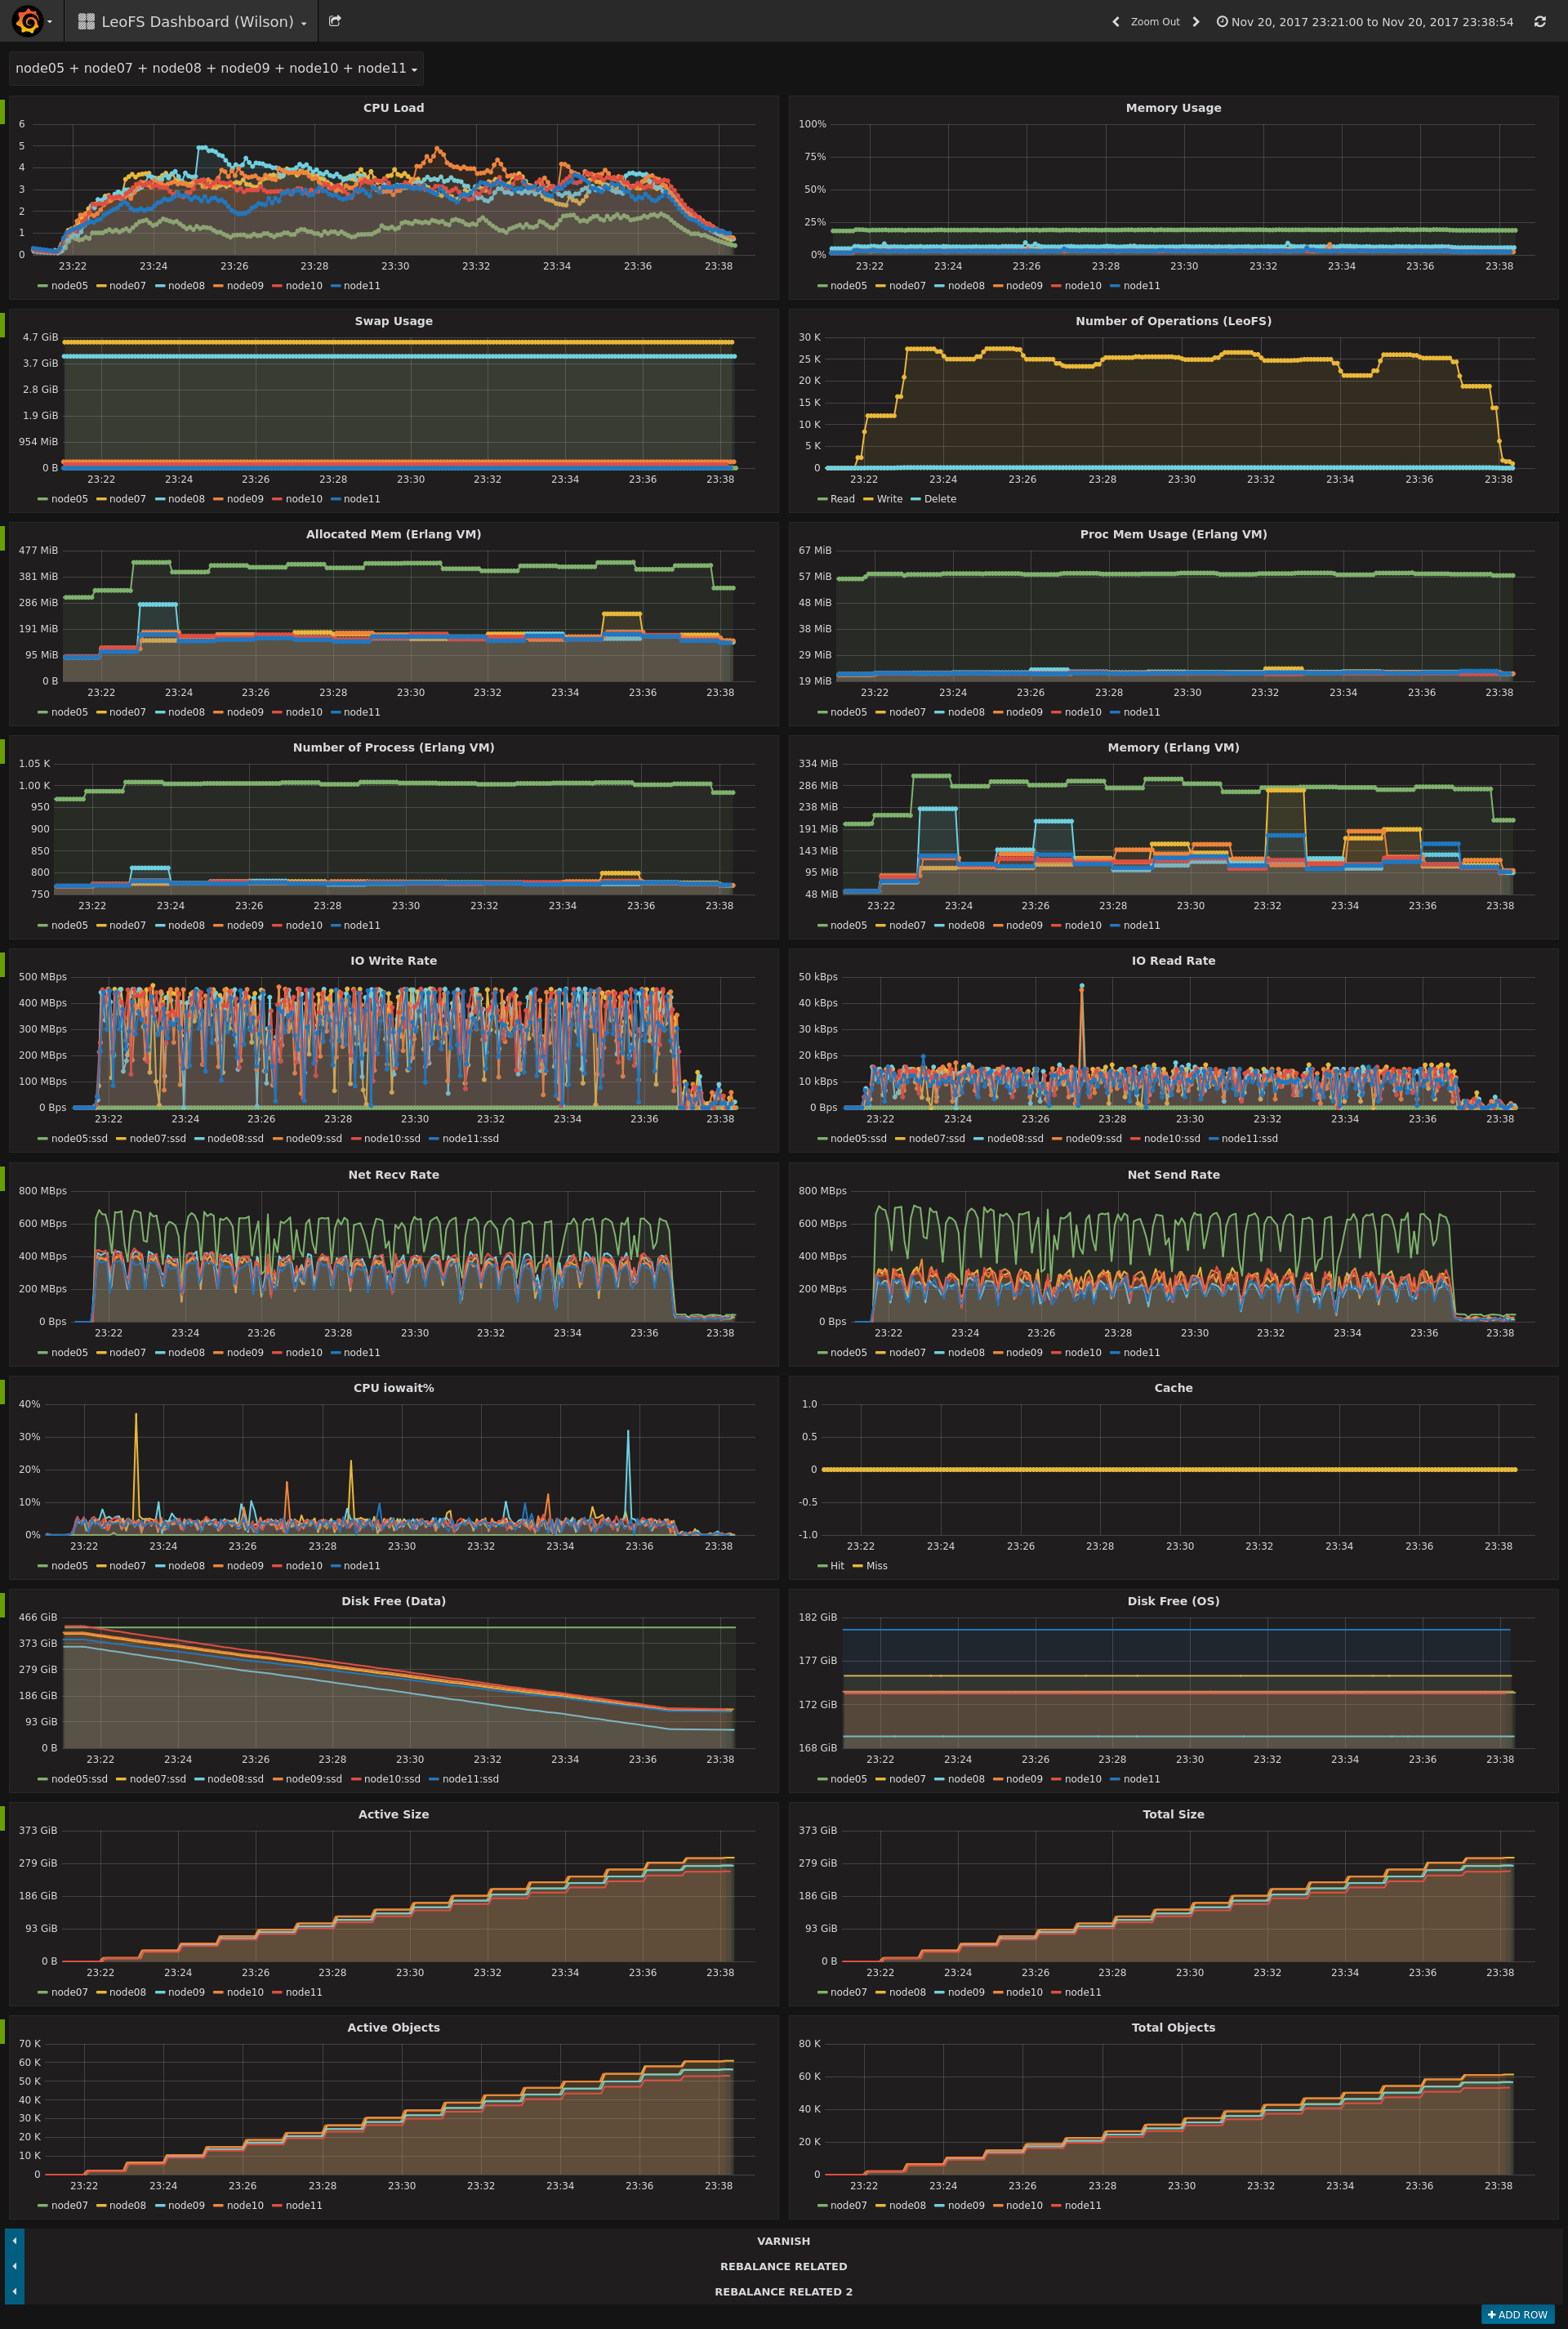 LeoFS Dashboard (Wilson)
Zoom Out Nov 20, 2017 23:21:00 to Nov 20, 2017 23:38:54
node05 + node07 + node08 + node09 + node10 + node11
CPU Load
6
5
4
3
2
1
0
23:22 23:24 23:26 23:28 23:30 23:32 23:34 23:36 23:38
node05 node07 node08 node09 node10 node11
Memory Usage
100%
75%
50%
25%
0%
23:22 23:24 23:26 23:28 23:30 23:32 23:34 23:36 23:38
node05 node07 node08 node09 node10 node11
Swap Usage
4.7 GiB
3.7 GiB
2.8 GiB
1.9 GiB
954 MiB
0 B
23:22 23:24 23:26 23:28 23:30 23:32 23:34 23:36 23:38
node05 node07 node08 node09 node10 node11
Number of Operations (LeoFS)
30 K
25 K
20 K
15 K
10 K
5 K
0
23:22 23:24 23:26 23:28 23:30 23:32 23:34 23:36 23:38
Read Write Delete
Allocated Mem (Erlang VM)
477 MiB
381 MiB
286 MiB
191 MiB
95 MiB
0 B
23:22 23:24 23:26 23:28 23:30 23:32 23:34 23:36 23:38
node05 node07 node08 node09 node10 node11
Proc Mem Usage (Erlang VM)
67 MiB
57 MiB
48 MiB
38 MiB
29 MiB
19 MiB
23:22 23:24 23:26 23:28 23:30 23:32 23:34 23:36 23:38
node05 node07 node08 node09 node10 node11
Number of Process (Erlang VM)
1.05 K
1.00 K
950
900
850
800
750
23:22 23:24 23:26 23:28 23:30 23:32 23:34 23:36 23:38
node05 node07 node08 node09 node10 node11
Memory (Erlang VM)
334 MiB
286 MiB
238 MiB
191 MiB
143 MiB
95 MiB
48 MiB
23:22 23:24 23:26 23:28 23:30 23:32 23:34 23:36 23:38
node05 node07 node08 node09 node10 node11
IO Write Rate
500 MBps
400 MBps
300 MBps
200 MBps
100 MBps
0 Bps
23:22 23:24 23:26 23:28 23:30 23:32 23:34 23:36 23:38
node05:ssd node07:ssd node08:ssd node09:ssd node10:ssd node11:ssd
IO Read Rate
50 kBps
40 kBps
30 kBps
20 kBps
10 kBps
0 Bps
23:22 23:24 23:26 23:28 23:30 23:32 23:34 23:36 23:38
node05:ssd node07:ssd node08:ssd node09:ssd node10:ssd node11:ssd
Net Recv Rate
800 MBps
600 MBps
400 MBps
200 MBps
0 Bps
23:22 23:24 23:26 23:28 23:30 23:32 23:34 23:36 23:38
node05 node07 node08 node09 node10 node11
Net Send Rate
800 MBps
600 MBps
400 MBps
200 MBps
0 Bps
23:22 23:24 23:26 23:28 23:30 23:32 23:34 23:36 23:38
node05 node07 node08 node09 node10 node11
CPU iowait%
40%
30%
20%
10%
0%
23:22 23:24 23:26 23:28 23:30 23:32 23:34 23:36 23:38
node05 node07 node08 node09 node10 node11
Cache
1.0
0.5
0
-0.5
-1.0
23:22 23:24 23:26 23:28 23:30 23:32 23:34 23:36 23:38
Hit Miss
Disk Free (Data)
466 GiB
373 GiB
279 GiB
186 GiB
93 GiB
0 B
23:22 23:24 23:26 23:28 23:30 23:32 23:34 23:36 23:38
node05:ssd node07:ssd node08:ssd node09:ssd node10:ssd node11:ssd
Disk Free (OS)
182 GiB
177 GiB
172 GiB
168 GiB
23:22 23:24 23:26 23:28 23:30 23:32 23:34 23:36 23:38
node05 node07 node08 node09 node10 node11
Active Size
373 GiB
279 GiB
186 GiB
93 GiB
0 B
23:22 23:24 23:26 23:28 23:30 23:32 23:34 23:36 23:38
node07 node08 node09 node10 node11
Total Size
373 GiB
279 GiB
186 GiB
93 GiB
0 B
23:22 23:24 23:26 23:28 23:30 23:32 23:34 23:36 23:38
node07 node08 node09 node10 node11
Active Objects
70 K
60 K
50 K
40 K
30 K
20 K
10 K
0
23:22 23:24 23:26 23:28 23:30 23:32 23:34 23:36 23:38
node07 node08 node09 node10 node11
Total Objects
80 K
60 K
40 K
20 K
0
23:22 23:24 23:26 23:28 23:30 23:32 23:34 23:36 23:38
node07 node08 node09 node10 node11
VARNISH
REBALANCE RELATED
REBALANCE RELATED 2
+ ADD ROW